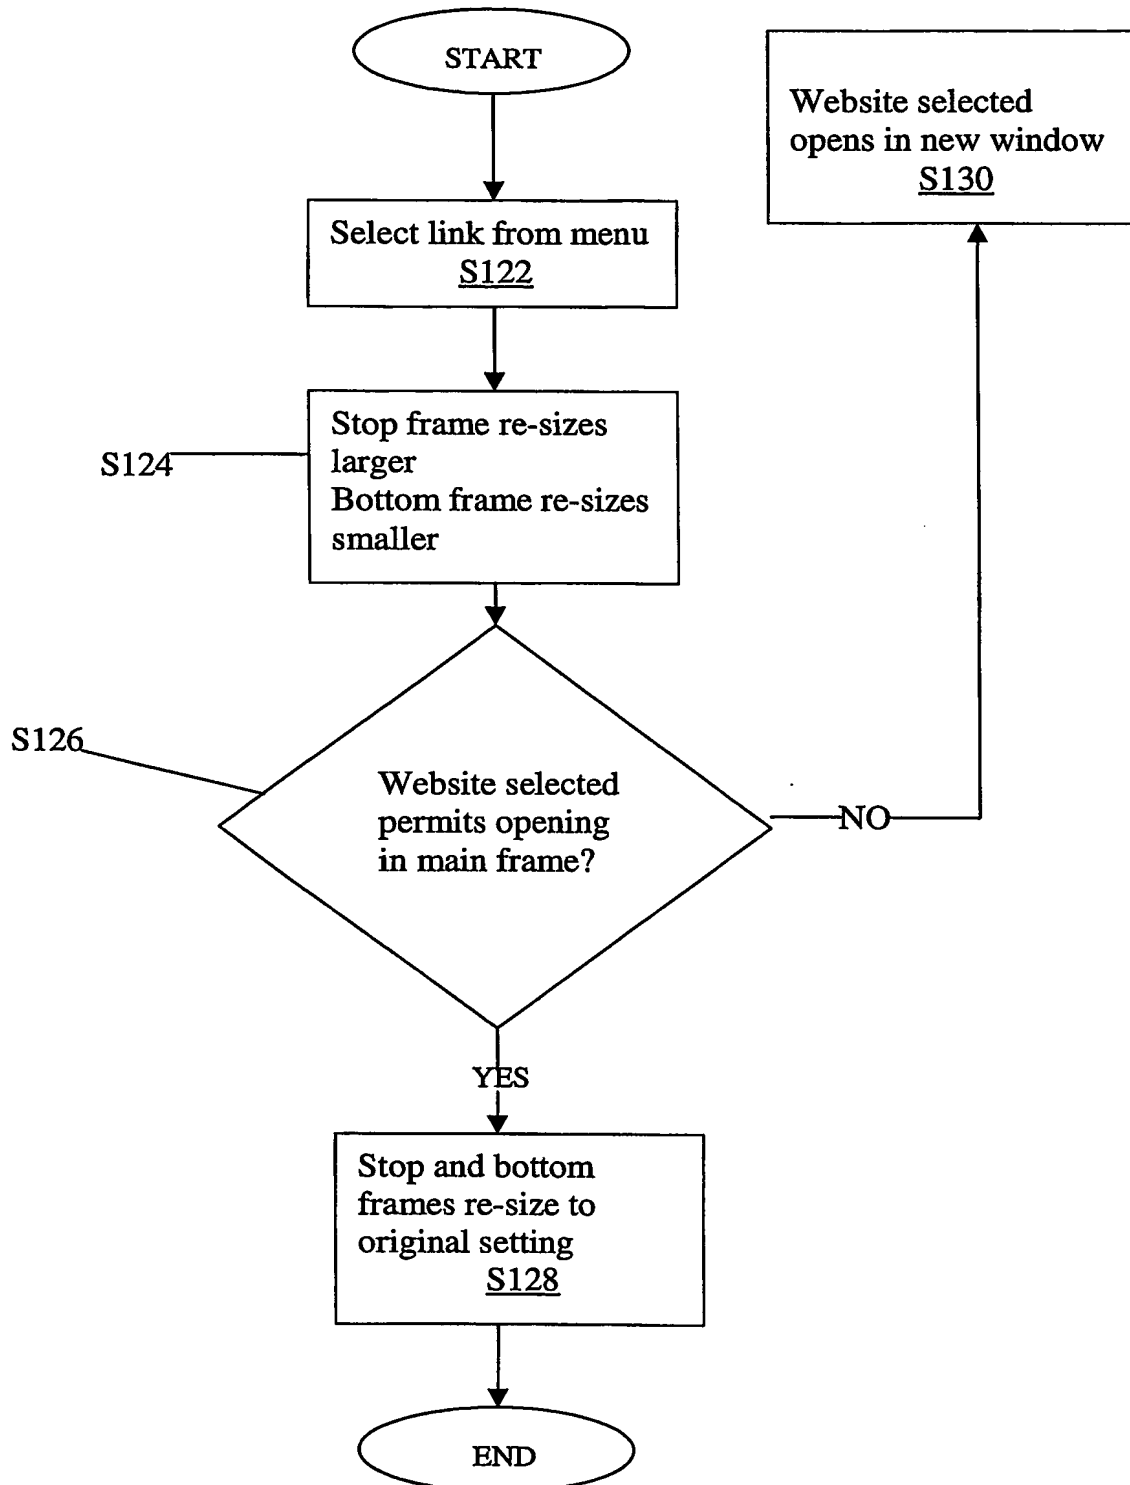 START
Website selected
opens in new window
S130
Select link from menu
S122
S124
Stop frame re-sizes
larger
Bottom frame re-sizes
smaller
S126
Website selected
permits opening
in main frame?
NO
YES
Stop and bottom
frames re-size to
original setting
S128
END